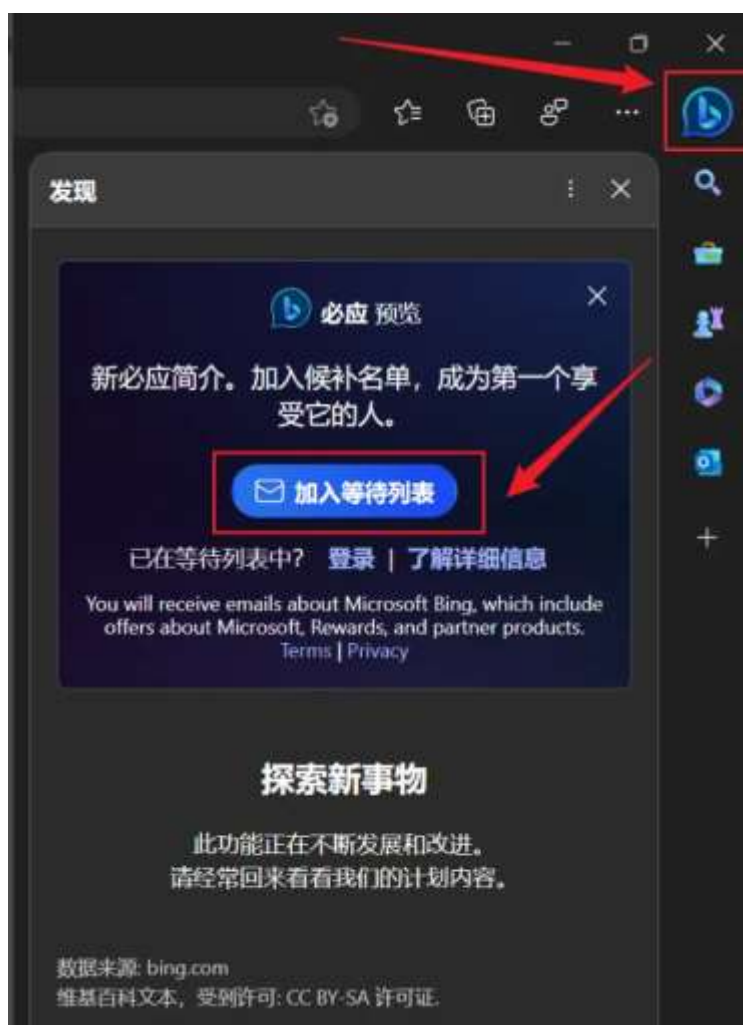 发现
必应 预览
新必应简介。加入候补名单，成为第一个享
受它的人。
加入等待列表
已在等待列表中？ 登录 | 了解详细信息
You will receive emails about Microsoft Bing, which include
offers about Microsoft, Rewards, and partner products.
Terms | Privacy
探索新事物
此功能正在不断发展和改进。
请经常回来看看我们的计划内容。
数据来源: bing.com
维基百科文本，受到许可: CC BY-SA 许可证.